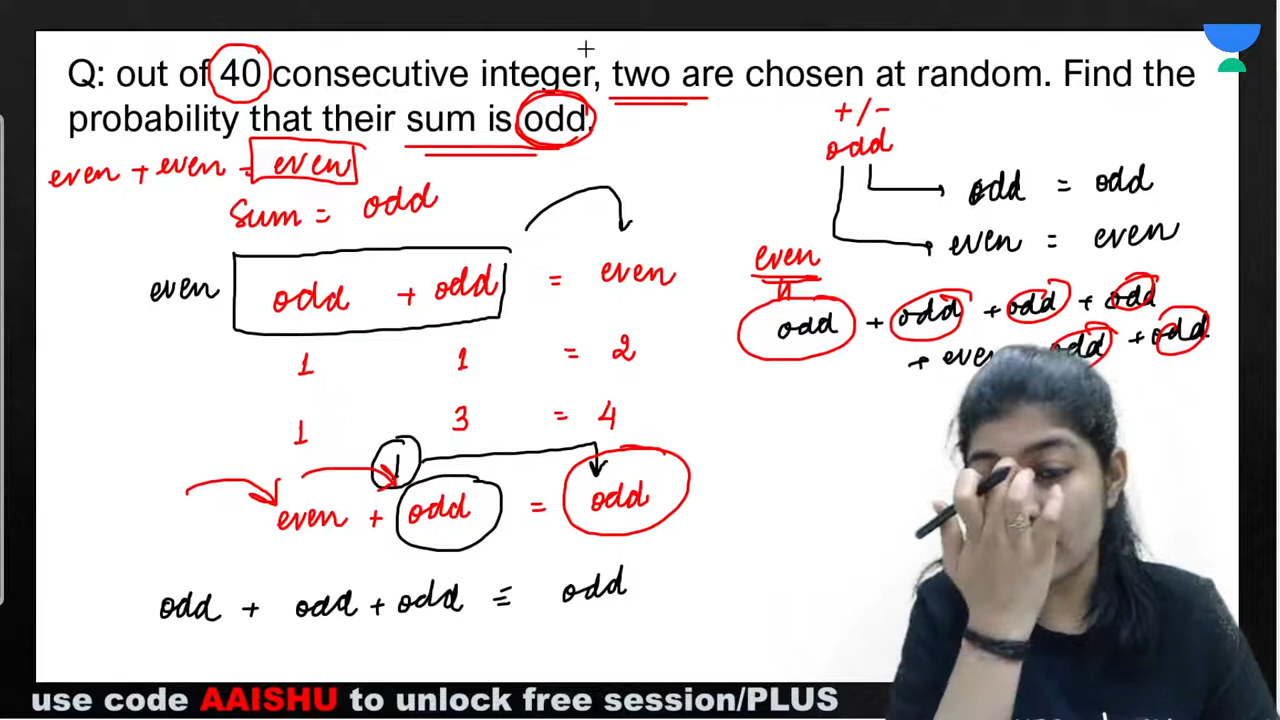 Q: out of 40 consecutive integer, two are chosen at random. Find the
probability that their sum is odd.
even + even = even
sum = odd
even odd + odd = even
1 1 = 2
1 3 = 4
1
even + odd = odd
odd + odd + odd = odd
+/-
odd
odd = odd
even = even
even
odd + odd + odd + odd
+ even odd + odd
use code AAISHU to unlock free session/PLUS